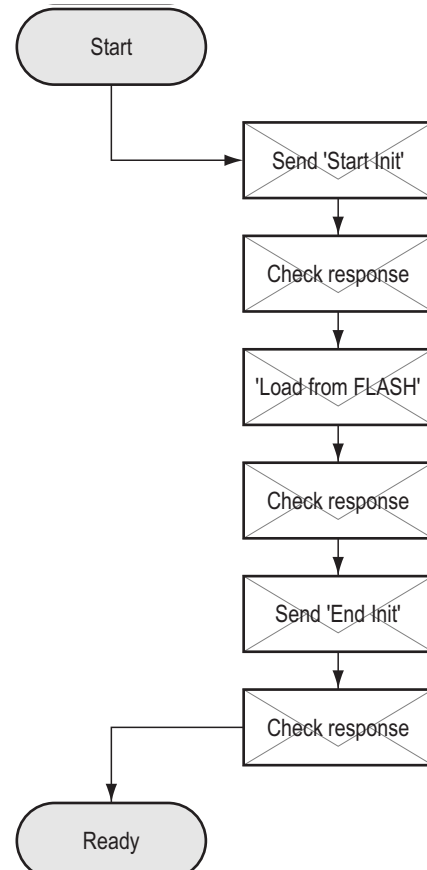 Start
Send 'Start Init'
Check response
'Load from FLASH'
Check response
Send 'End Init'
Check response
Ready